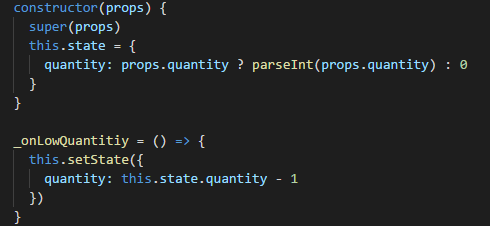 constructor(props) {
super(props)
this.state = {
quantity: props.quantity ? parseInt(props.quantity) : 0
}
}
_onLowQuantitiy = () => {
this.setState({
quantity: this.state.quantity - 1
})
}